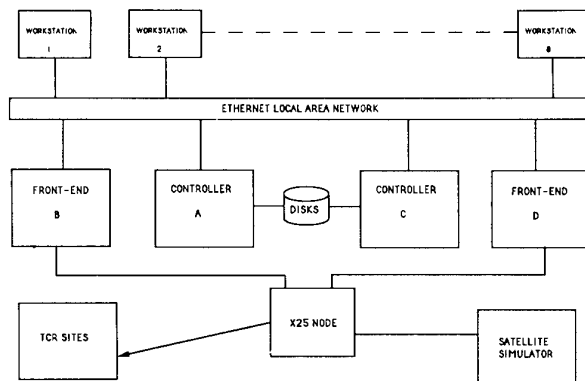 WORKSTATION
1
WORKSTATION
2
WORKSTATION
8
ETHERNET LOCAL AREA NETWORK
FRONT-END
B
CONTROLLER
A
DISKS
CONTROLLER
C
FRONT-END
D
X25 NODE
TCR SITES
SATELLITE
SIMULATOR